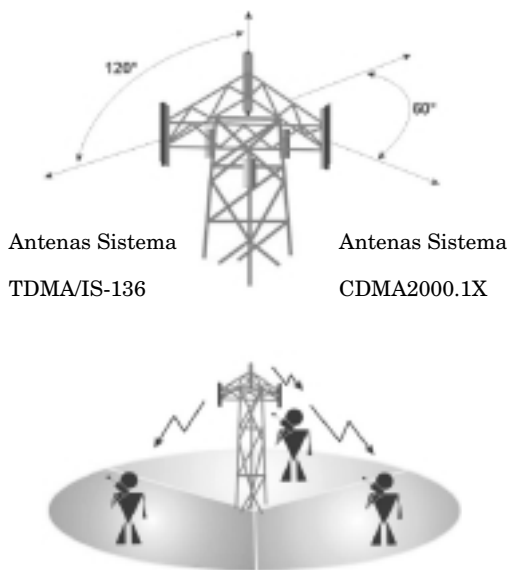 120°
60°
Antenas Sistema
TDMA/IS-136
Antenas Sistema
CDMA2000.1X